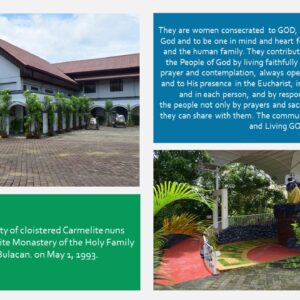 They are women consecrated to GOD,
God and to be one in mind and heart f
and the human family. They contribut
the People of God by living faithfully
prayer and contemplation, always ope
and to His presence in the Eucharist, i
and in each person, and by respo
the people not only by prayers and sac
they can share with them. The commu
and Living GO
ty of cloistered Carmelite nuns
ite Monastery of the Holy Family
Bulacan. on May 1, 1993.